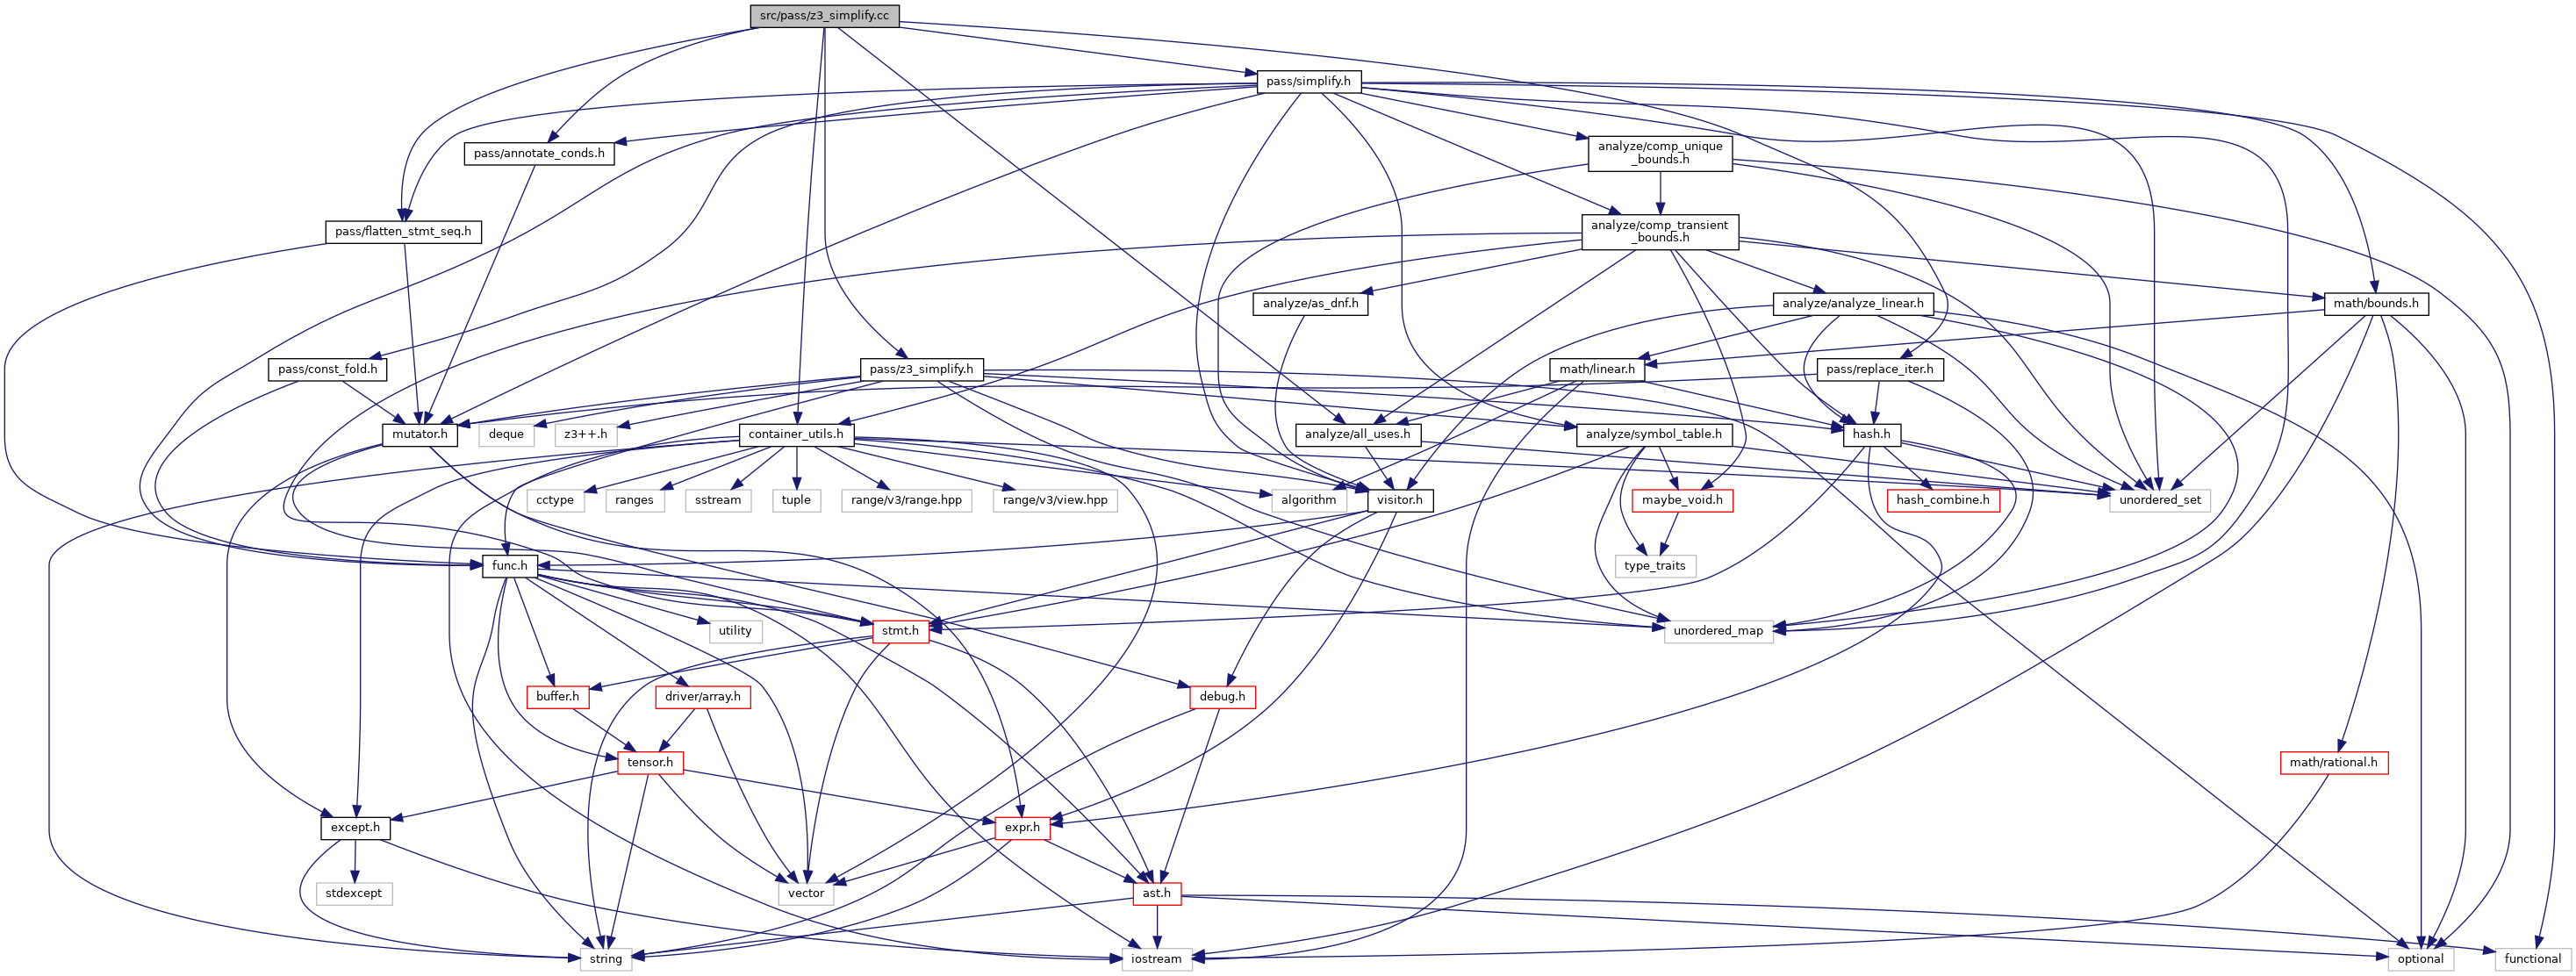 src/pass/z3_simplify.cc
pass/simplify.h
pass/annotate_conds.h
analyze/comp_unique
_bounds.h
pass/flatten_stmt_seq.h
analyze/comp_transient
_bounds.h
analyze/as_dnf.h
analyze/analyze_linear.h
math/bounds.h
pass/const_fold.h
pass/z3_simplify.h
math/linear.h
pass/replace_iter.h
mutator.h
deque
z3++.h
container_utils.h
analyze/all_uses.h
analyze/symbol_table.h
hash.h
cctype
ranges
sstream
tuple
range/v3/range.hpp
range/v3/view.hpp
algorithm
visitor.h
maybe_void.h
hash_combine.h
unordered_set
func.h
type_traits
utility
stmt.h
unordered_map
buffer.h
driver/array.h
debug.h
tensor.h
math/rational.h
except.h
expr.h
stdexcept
vector
ast.h
string
iostream
optional
functional